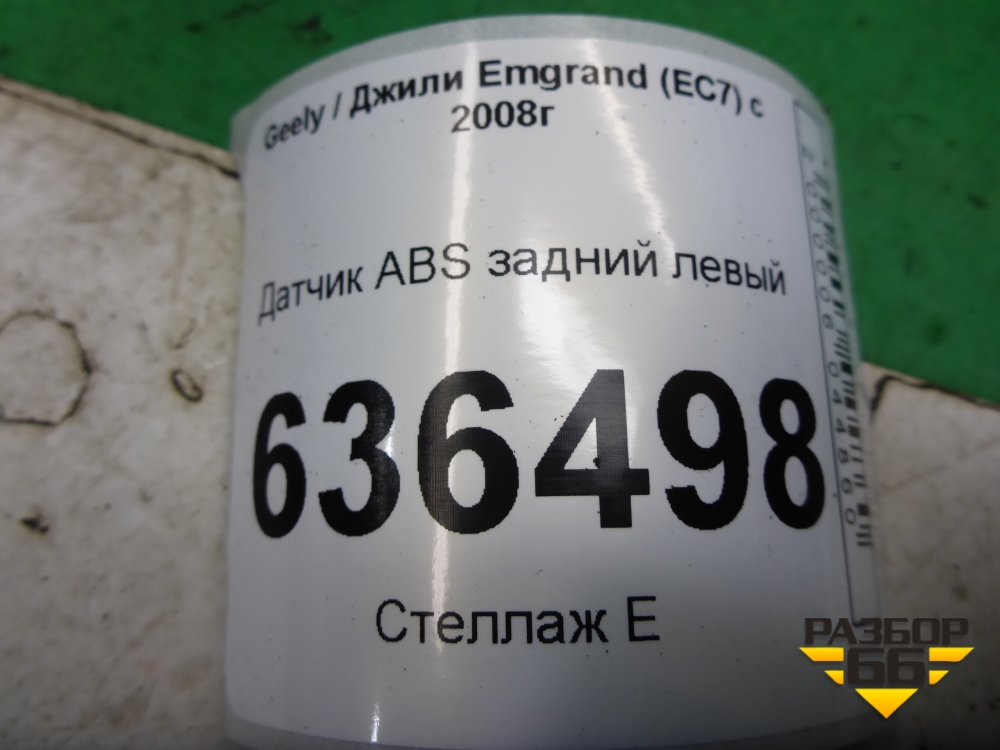 Geely / Джили Emgrand (EC7) с
2008г
Датчик ABS задний левый
636498
Стеллаж Е
РАЗБОР
66